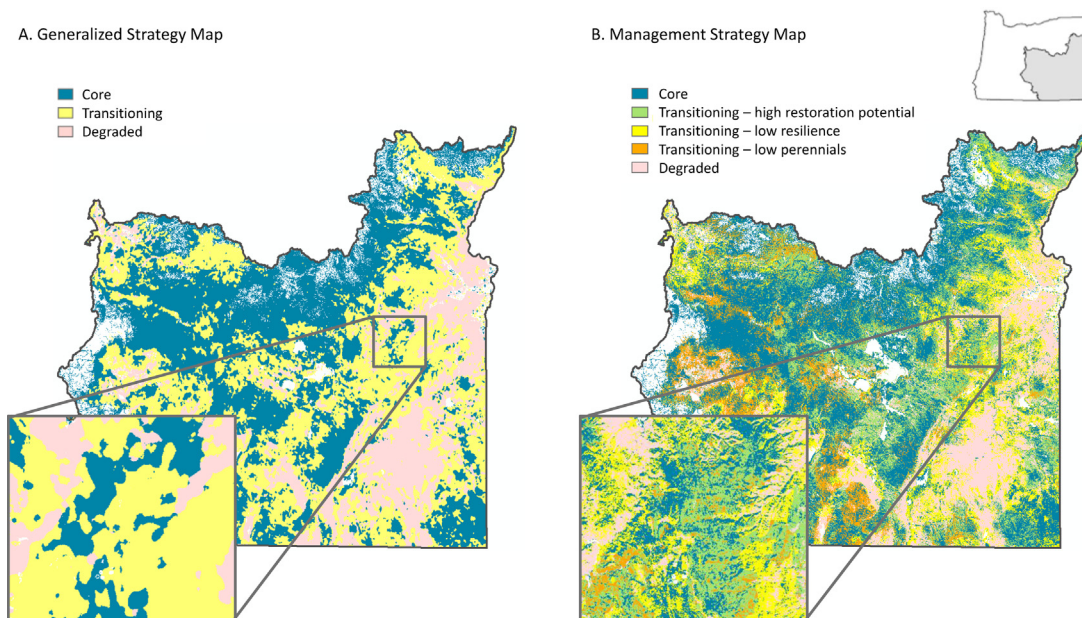 A. Generalized Strategy Map
Core
Transitioning
Degraded
B. Management Strategy Map
Core
Transitioning – high restoration potential
Transitioning – low resilience
Transitioning – low perennials
Degraded